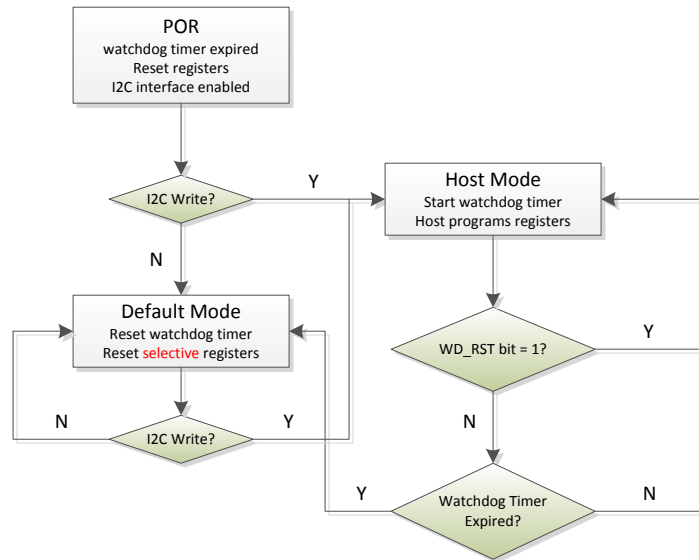 POR
watchdog timer expired
Reset registers
I2C interface enabled
I2C Write?
Y
N
Host Mode
Start watchdog timer
Host programs registers
Default Mode
Reset watchdog timer
Reset selective registers
WD_RST bit = 1?
Y
N
I2C Write?
N
Y
Watchdog Timer
Expired?
Y
N